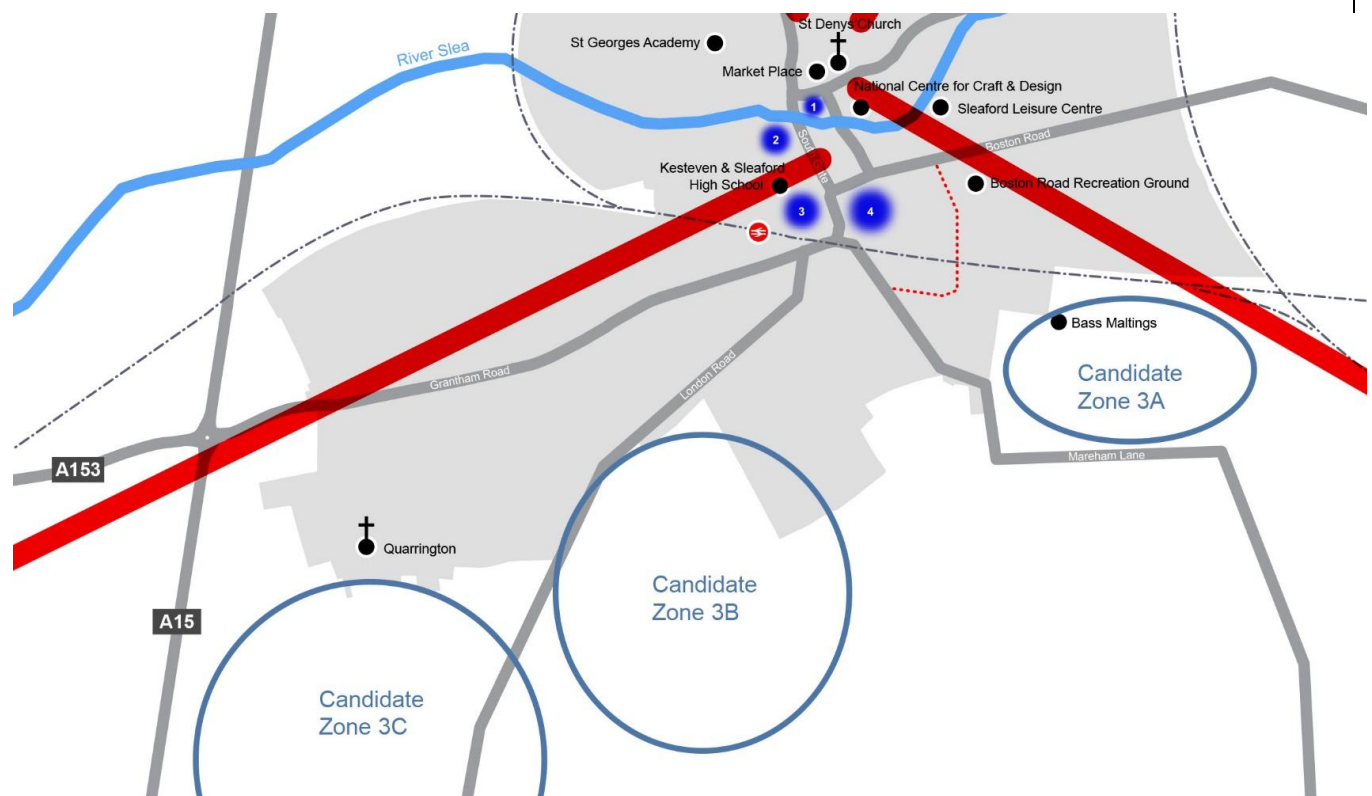 St Denys Church
St Georges Academy
River Slea
Market Place
National Centre for Craft & Design
1
Sleaford Leisure Centre
2
Southgate
Boston Road
Kesteven & Sleaford
High School
Boston Road Recreation Ground
3
4
Bass Maltings
Candidate
Zone 3A
Grantham Road
London Road
A153
Mareham Lane
Quarrington
Candidate
Zone 3B
A15
Candidate
Zone 3C